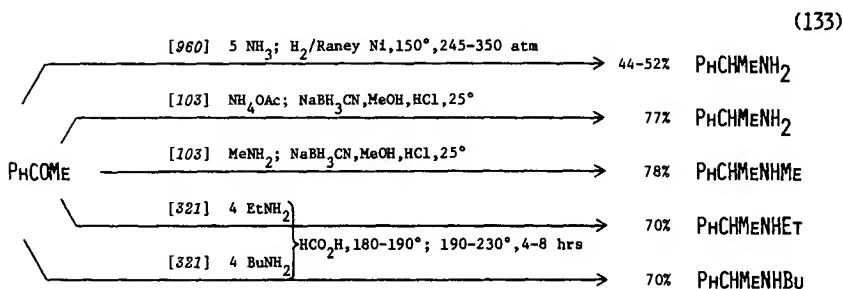 (133)
[960] 5 NH₃; H₂/Raney Ni,150°,245-350 atm
44-52% PhCHMeNH₂
[103] NH₄OAc; NaBH₃CN,MeOH,HCl,25°
77% PhCHMeNH₂
PhCOMe
[103] MeNH₂; NaBH₃CN,MeOH,HCl,25°
78% PhCHMeNHMe
[321] 4 EtNH₂
70% PhCHMeNHEt
HCO₂H,180-190°; 190-230°,4-8 hrs
[321] 4 BuNH₂
70% PhCHMeNHBu